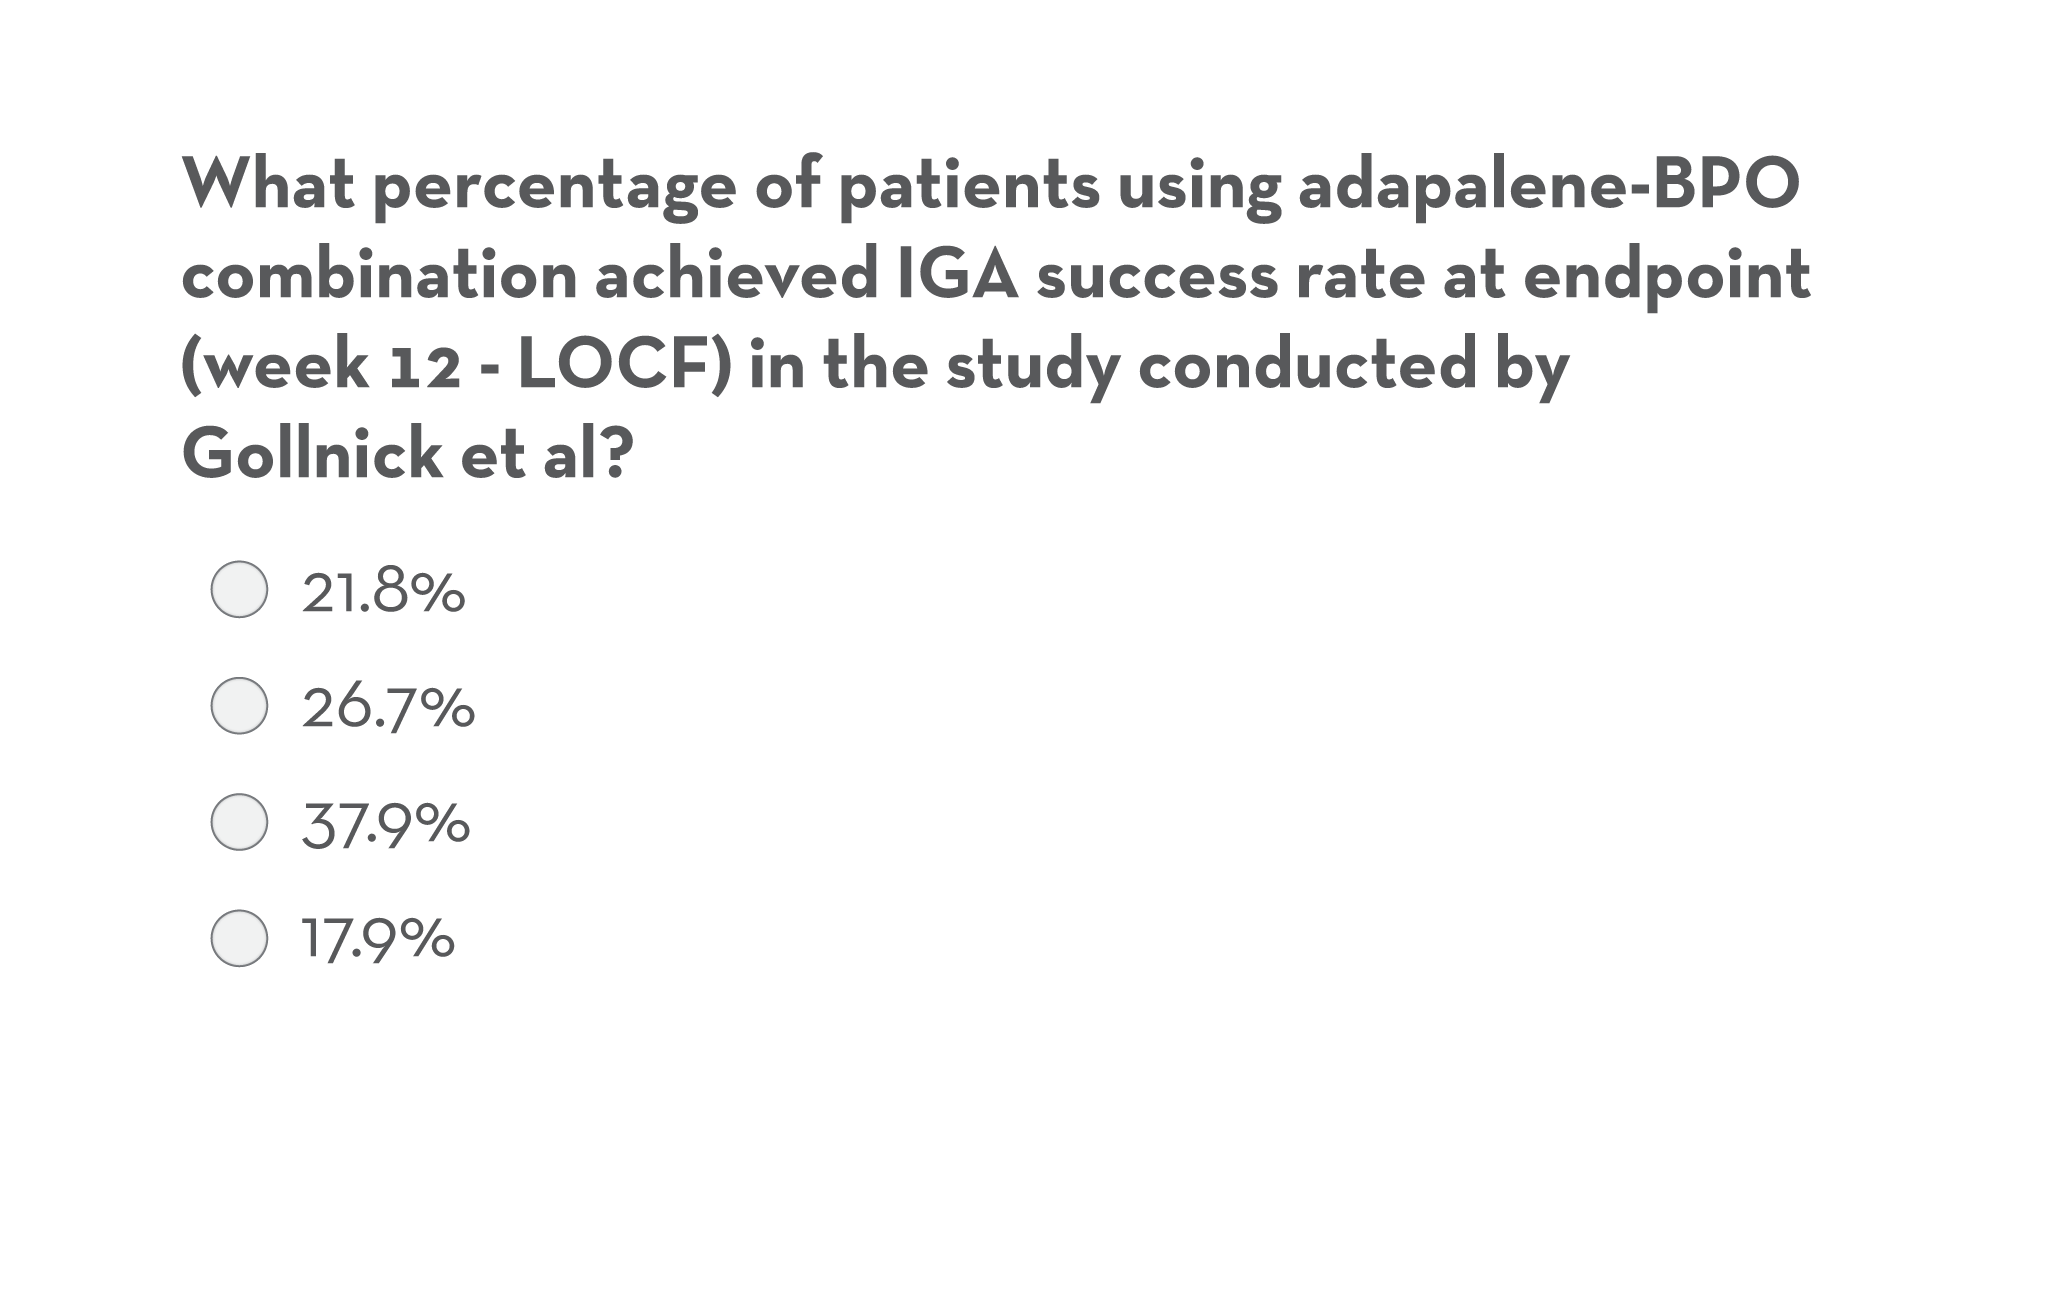 What percentage of patients using adapalene-BPO
combination achieved IGA success rate at endpoint
(week 12 - LOCF) in the study conducted by
Gollnick et al?
21.8%
26.7%
37.9%
17.9%